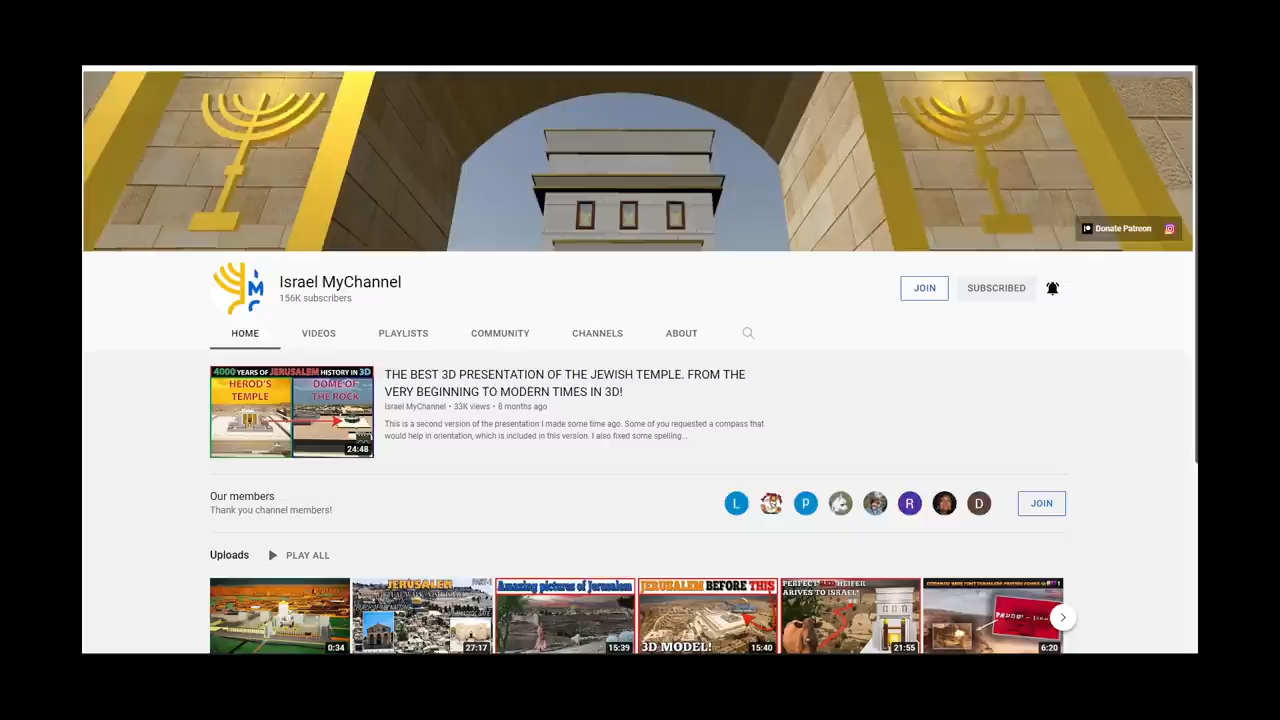 Donate Patreon
Israel MyChannel
156K subscribers
JOIN
SUBSCRIBED
HOME
VIDEOS
PLAYLISTS
COMMUNITY
CHANNELS
ABOUT
4000 YEARS OF JERUSALEM HISTORY IN 3D
HEROD'S
TEMPLE
DOME OF
THE ROCK
24:48
THE BEST 3D PRESENTATION OF THE JEWISH TEMPLE. FROM THE
VERY BEGINNING TO MODERN TIMES IN 3D!
Israel MyChannel • 33K views • 8 months ago
This is a second version of the presentation I made some time ago. Some of you requested a compass that
would help in orientation, which is included in this version. I also fixed some spelling...
Our members
Thank you channel members!
L
P
R
D
JOIN
Uploads
PLAY ALL
0:34
JERUSALEM
PART-1
27:17
Amazing pictures of Jerusalem
15:39
JERUSALEM BEFORE THIS
3D MODEL!
15:40
PERFECT RED HEIFER
ARIVES TO ISRAEL!
21:55
6:20